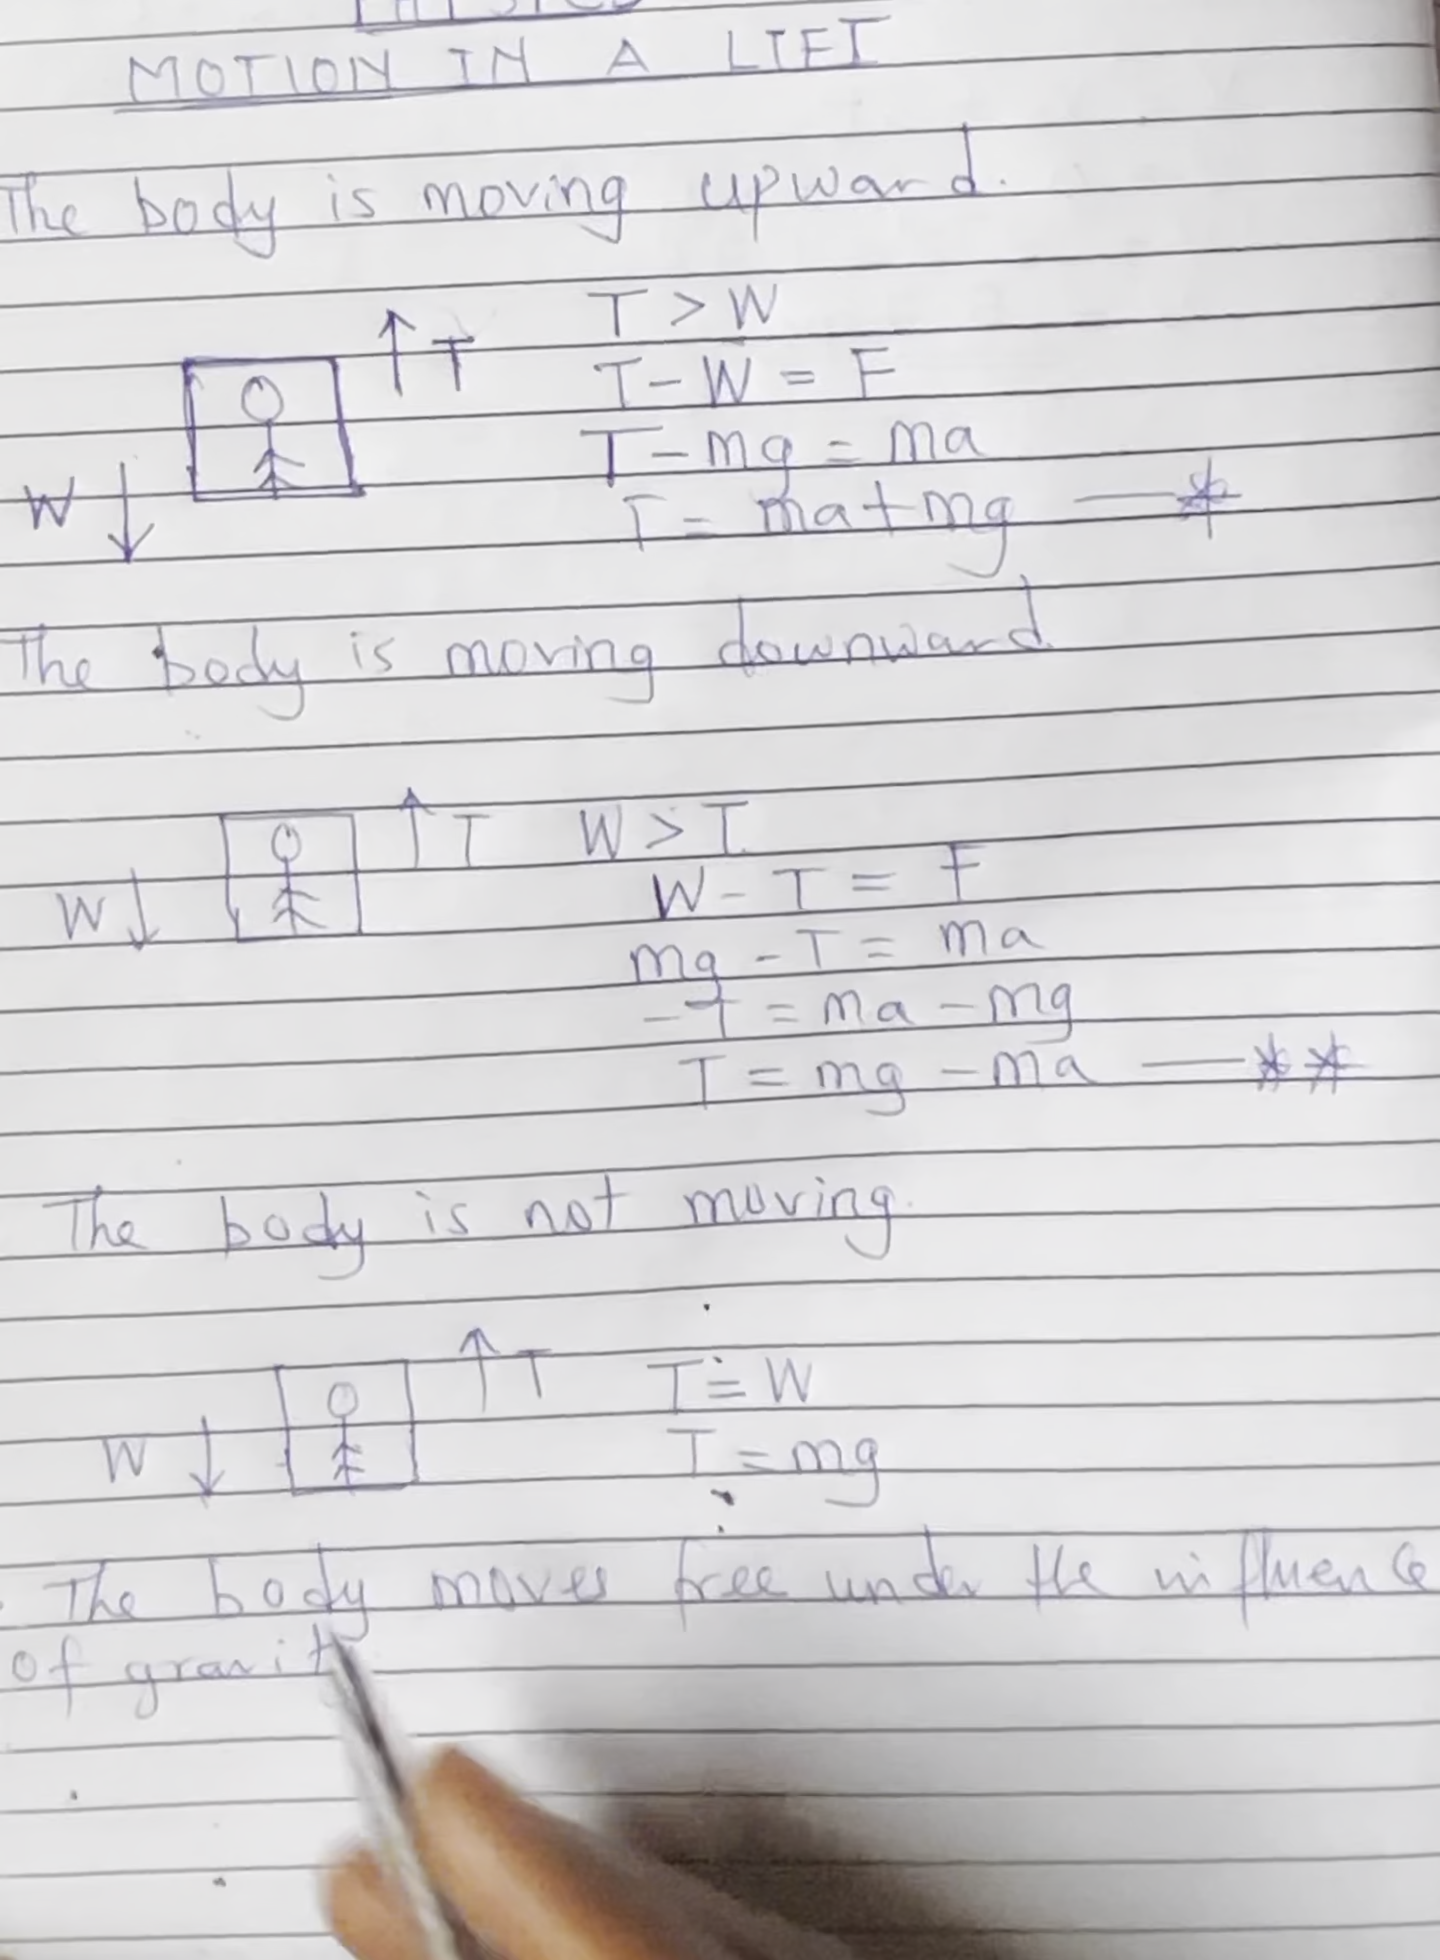 MOTION IN A LIFT
The body is moving upward.
T > W
↑ T
T - W = F
T - mg = ma
W ↓
T = ma + mg —*
The body is moving downward.
↑ T
W > T
W ↓
W - T = F
mg - T = ma
-T = ma - mg
T = mg - ma —**
The body is not moving.
↑ T
T = W
W ↓
T = mg
The body moves free under the influence
of gravit